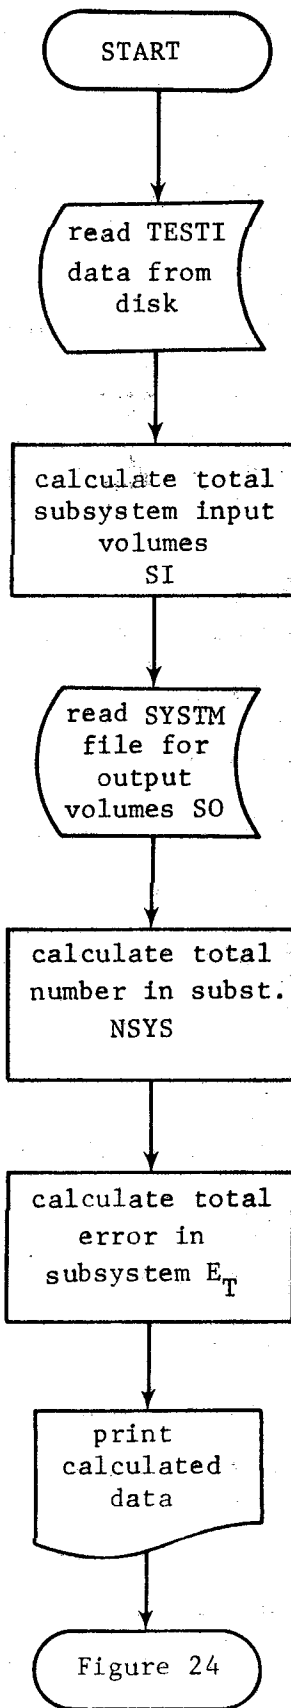 START
read TESTI
data from
disk
calculate total
subsystem input
volumes
SI
read SYSTM
file for
output
volumes SO
calculate total
number in subst.
NSYS
calculate total
error in
subsystem E_T
print
calculated
data
Figure 24